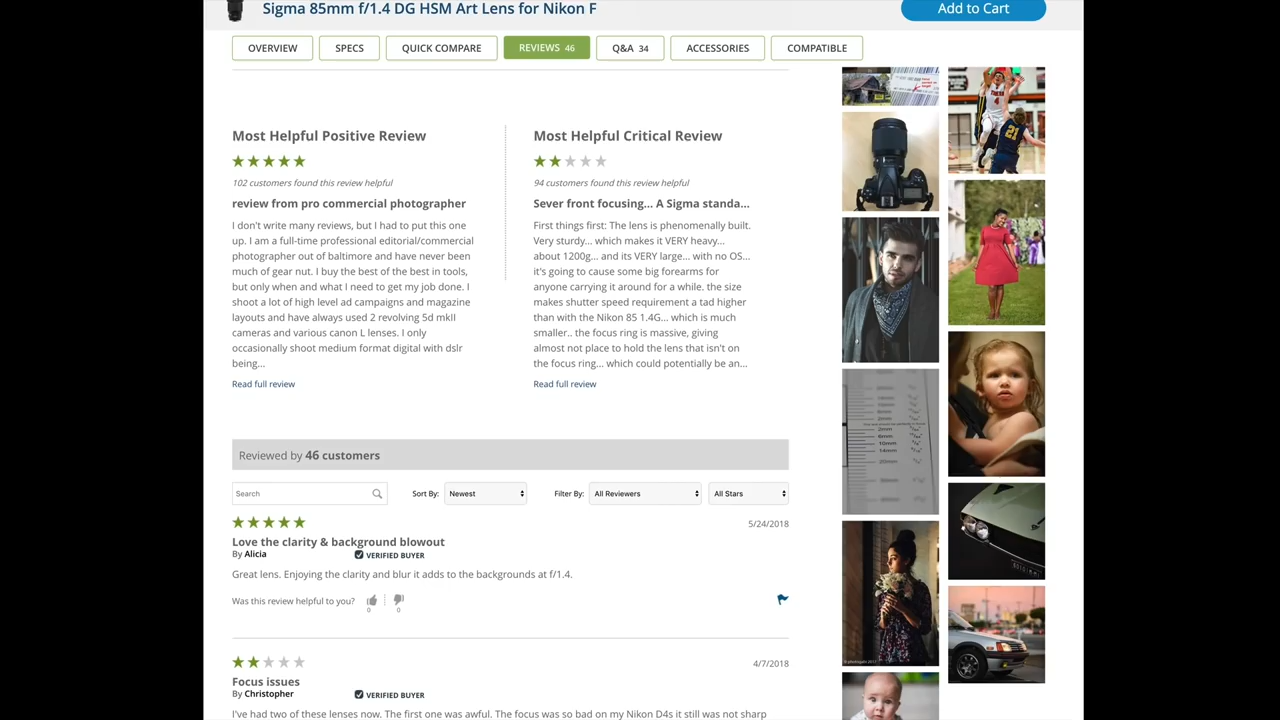 Sigma 85mm f/1.4 DG HSM Art Lens for Nikon F
Add to Cart
OVERVIEW
SPECS
QUICK COMPARE
REVIEWS 46
Q&A 34
ACCESSORIES
COMPATIBLE
Most Helpful Positive Review
102 customers found this review helpful
review from pro commercial photographer
I don't write many reviews, but I had to put this one
up. I am a full-time professional editorial/commercial
photographer out of baltimore and have never been
much of gear nut. I buy the best of the best in tools,
but only when and what I need to get my job done. I
shoot a lot of high level ad campaigns and magazine
layouts and have always used 2 revolving 5d mkII
cameras and various canon L lenses. I only
occasionally shoot medium format digital with dslr
being...
Read full review
Most Helpful Critical Review
94 customers found this review helpful
Sever front focusing... A Sigma standa...
First things first: The lens is phenomenally built.
Very sturdy... which makes it VERY heavy...
about 1200g... and its VERY large... with no OS...
it's going to cause some big forearms for
anyone carrying it around for a while. the size
makes shutter speed requirement a tad higher
than with the Nikon 85 1.4G... which is much
smaller.. the focus ring is massive, giving
almost not place to hold the lens that isn't on
the focus ring... which could potentially be an...
Read full review
Reviewed by 46 customers
Search
Sort By:
Newest
Filter By:
All Reviewers
All Stars
5/24/2018
Love the clarity & background blowout
By Alicia
VERIFIED BUYER
Great lens. Enjoying the clarity and blur it adds to the backgrounds at f/1.4.
Was this review helpful to you?
0
0
4/7/2018
Focus issues
By Christopher
VERIFIED BUYER
I've had two of these lenses now. The first one was awful. The focus was so bad on my Nikon D4s it still was not sharp
4
21
2mm
6mm
10mm
14mm